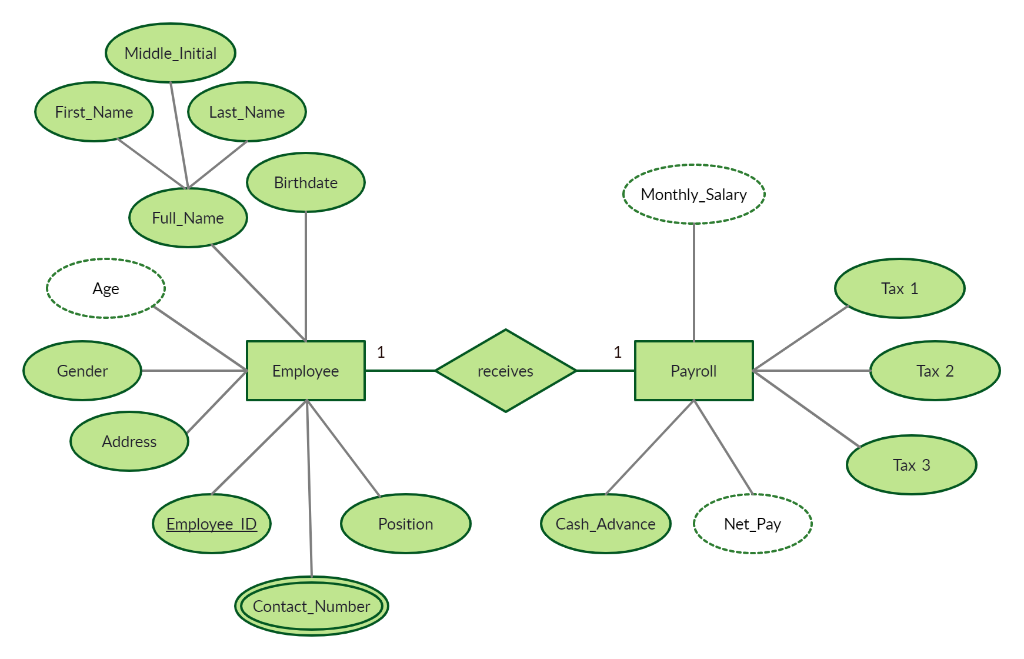 Middle_Initial
First_Name
Last_Name
Birthdate
Monthly_Salary
Full_Name
Age
Tax 1
1
1
Gender
Employee
receives
Payroll
Tax 2
Address
Tax 3
Employee_ID
Position
Cash_Advance
Net_Pay
Contact_Number